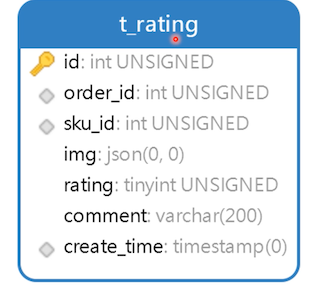 t_rating
id: int UNSIGNED
order_id: int UNSIGNED
sku_id: int UNSIGNED
img: json(0, 0)
rating: tinyint UNSIGNED
comment: varchar(200)
create_time: timestamp(0)